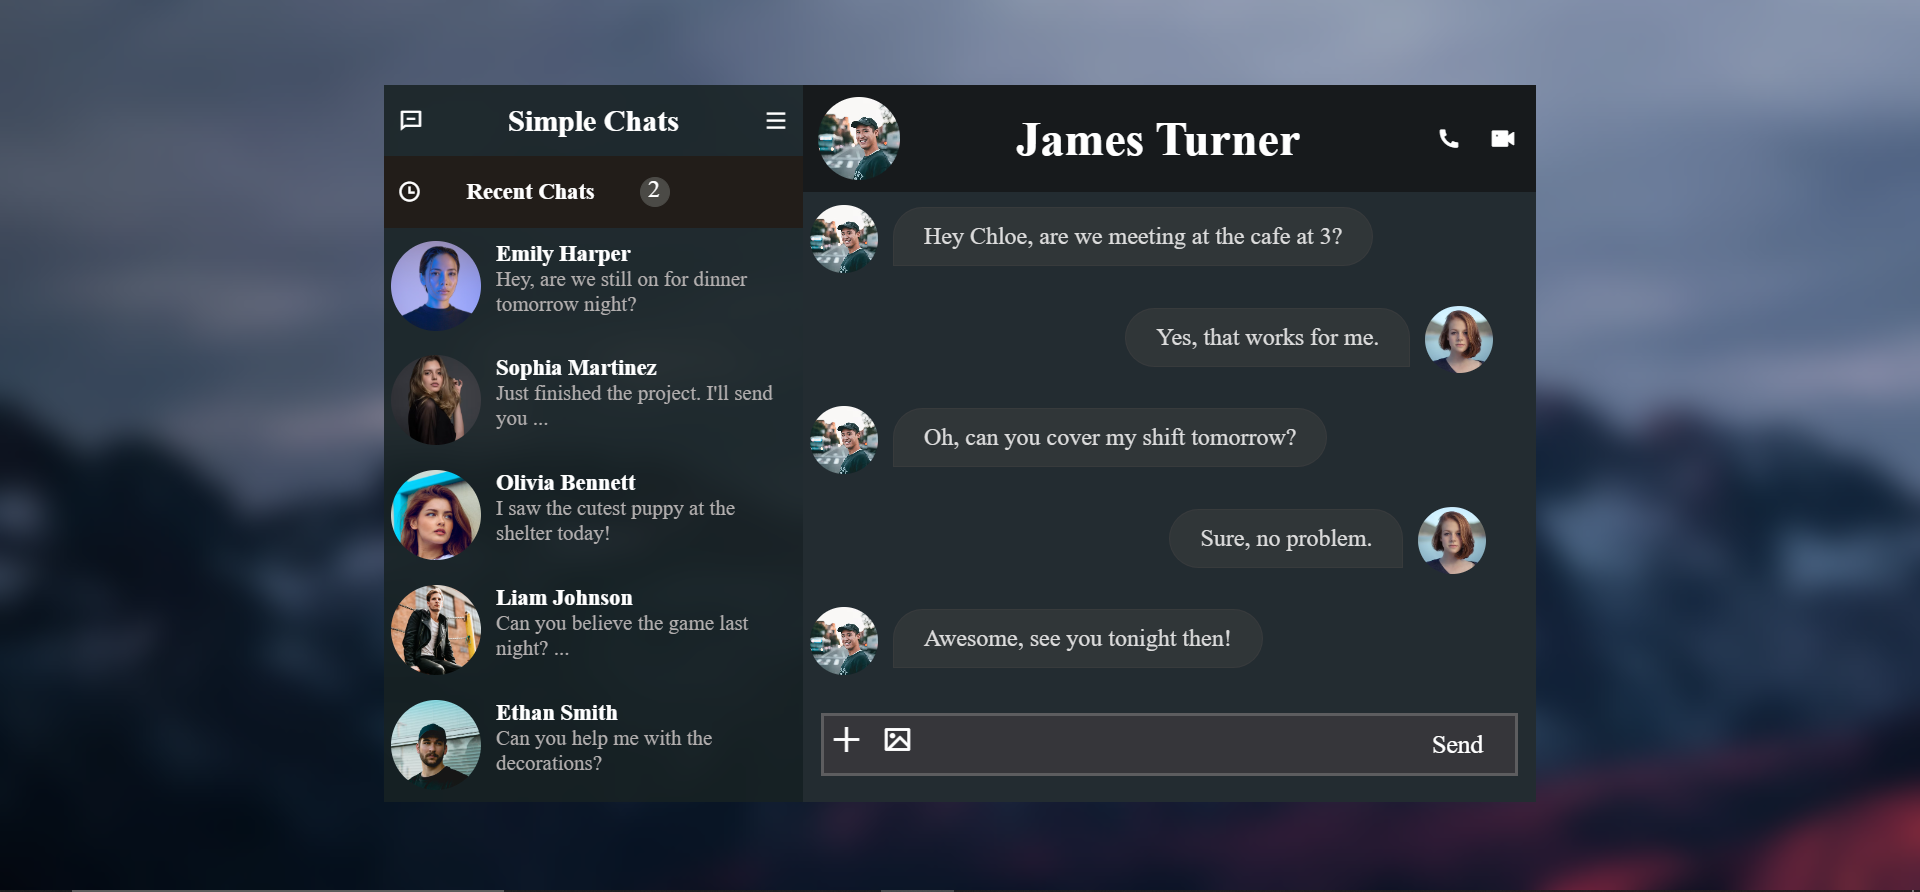 Simple Chats
Recent Chats 2
Emily Harper
Hey, are we still on for dinner
tomorrow night?
Sophia Martinez
Just finished the project. I'll send
you ...
Olivia Bennett
I saw the cutest puppy at the
shelter today!
Liam Johnson
Can you believe the game last
night? ...
Ethan Smith
Can you help me with the
decorations?
James Turner
Hey Chloe, are we meeting at the cafe at 3?
Yes, that works for me.
Oh, can you cover my shift tomorrow?
Sure, no problem.
Awesome, see you tonight then!
Send